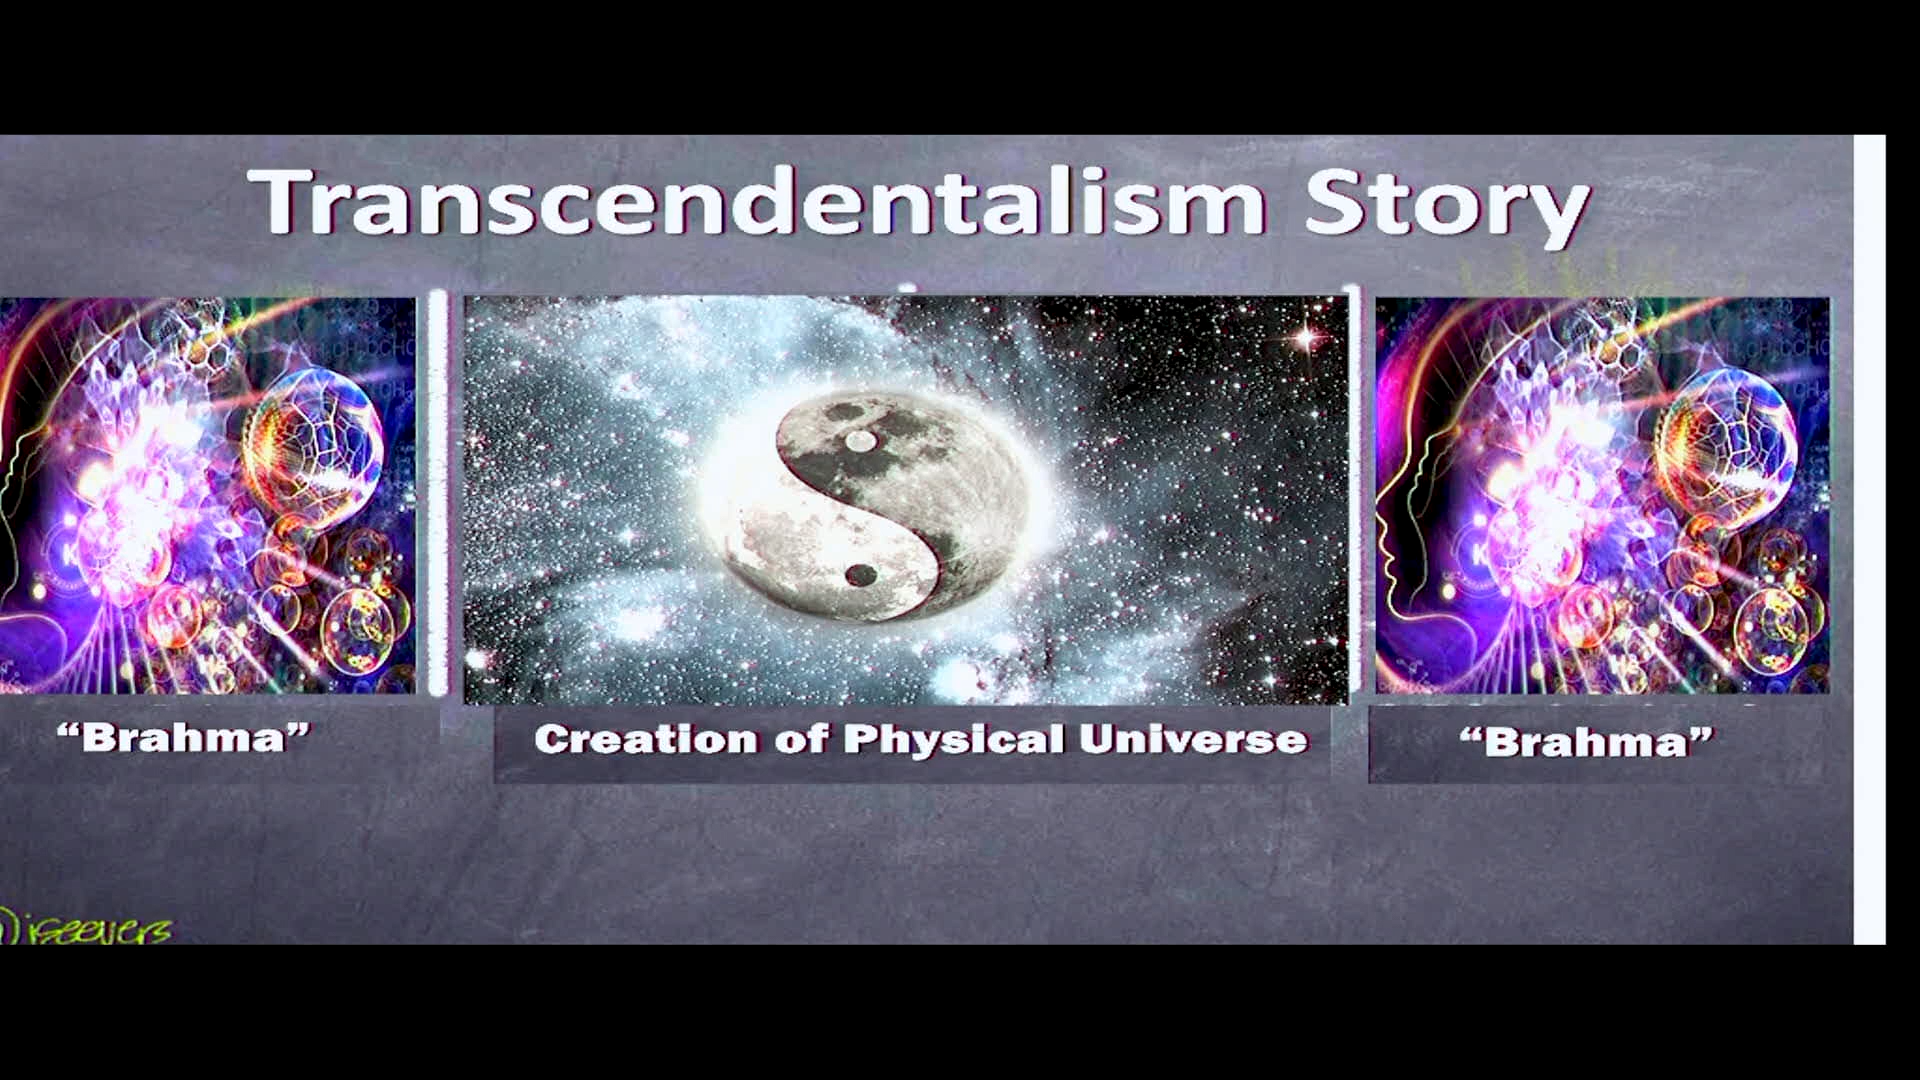 Transcendentalism Story
“Brahma”
Creation of Physical Universe
“Brahma”